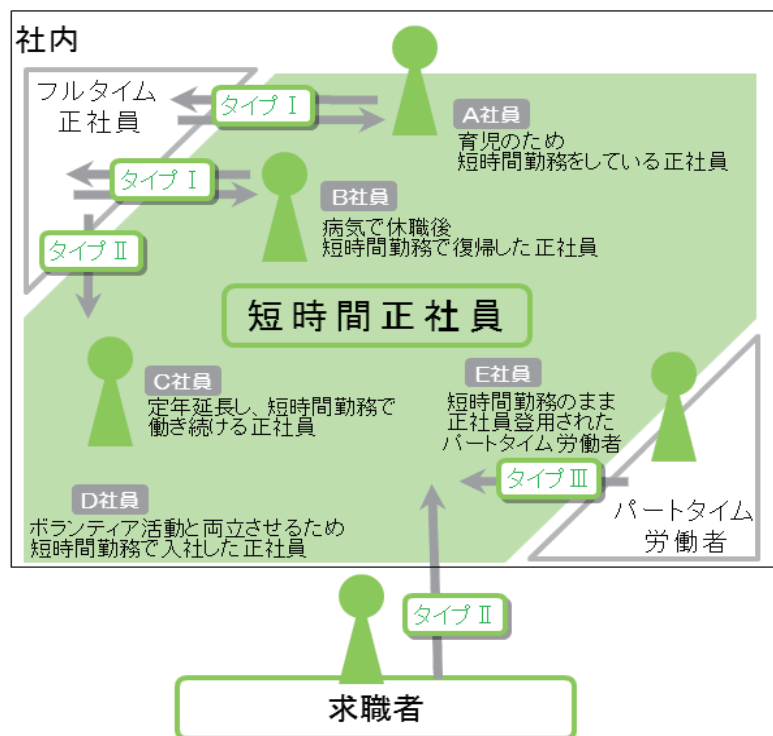 社内
フルタイム
正社員
タイプⅠ
A社員
育児のため
短時間勤務をしている正社員
タイプⅠ
B社員
病気で休職後
短時間勤務で復帰した正社員
タイプⅡ
短時間正社員
C社員
定年延長し、短時間勤務で
働き続ける正社員
E社員
短時間勤務のまま
正社員登用された
パートタイム労働者
タイプⅢ
パートタイム
労働者
D社員
ボランティア活動と両立させるため
短時間勤務で入社した正社員
タイプⅡ
求職者